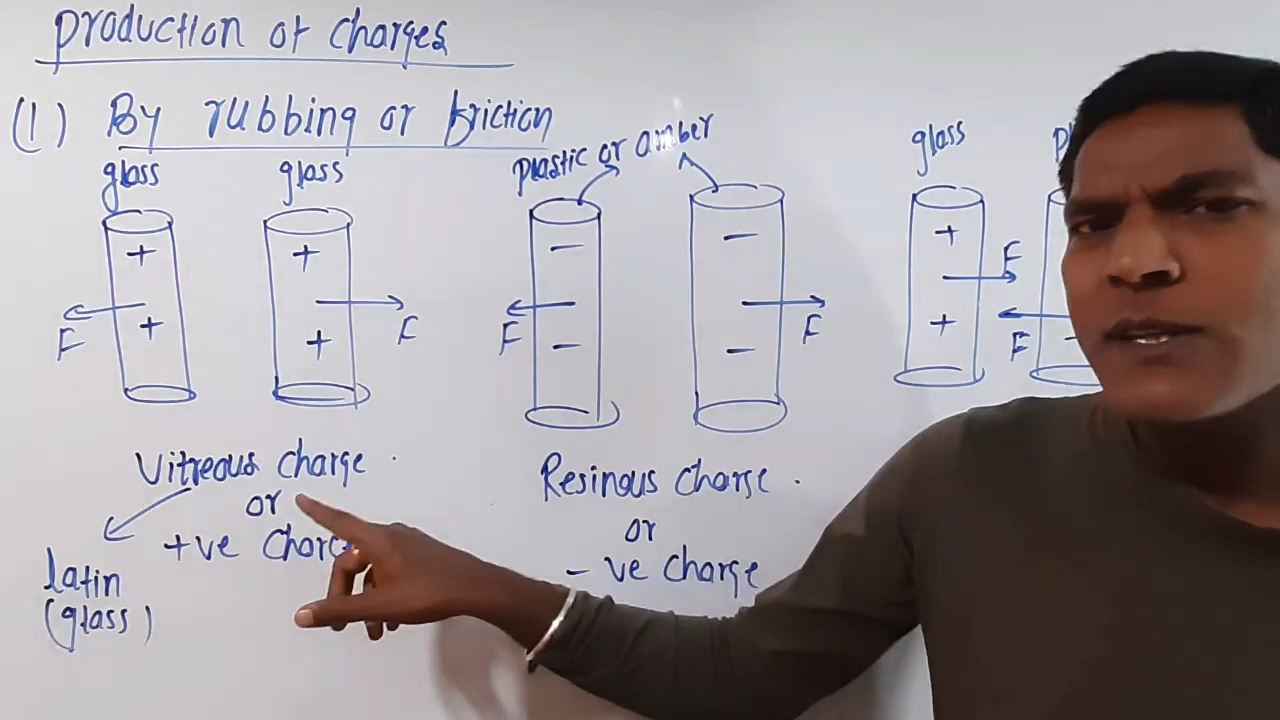 production of charges
(1) By rubbing or friction
glass glass plastic or amber glass
+ + - - +
F F F F F
F
+ + - - + -
Vitreous charge .
or
+ve Charge
latin
(glass)
Resinous charge .
or
- ve charge